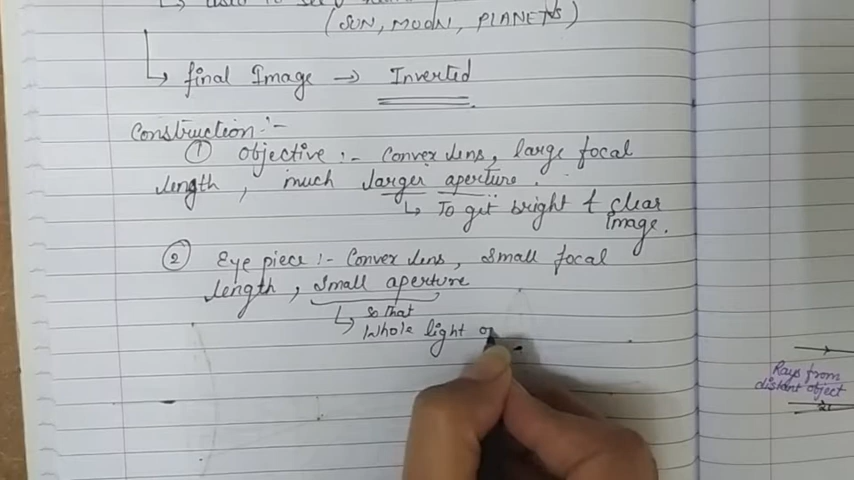 (SUN, MOON, PLANETS)
↳ final Image → Inverted
Construction :-
① Objective :- Convex lens, large focal
length, much larger aperture.
↳ To get bright & clear
Image.
② Eye piece :- Convex lens, Small focal
length, small aperture
↳ so that
Whole light o
Rays from
distant object